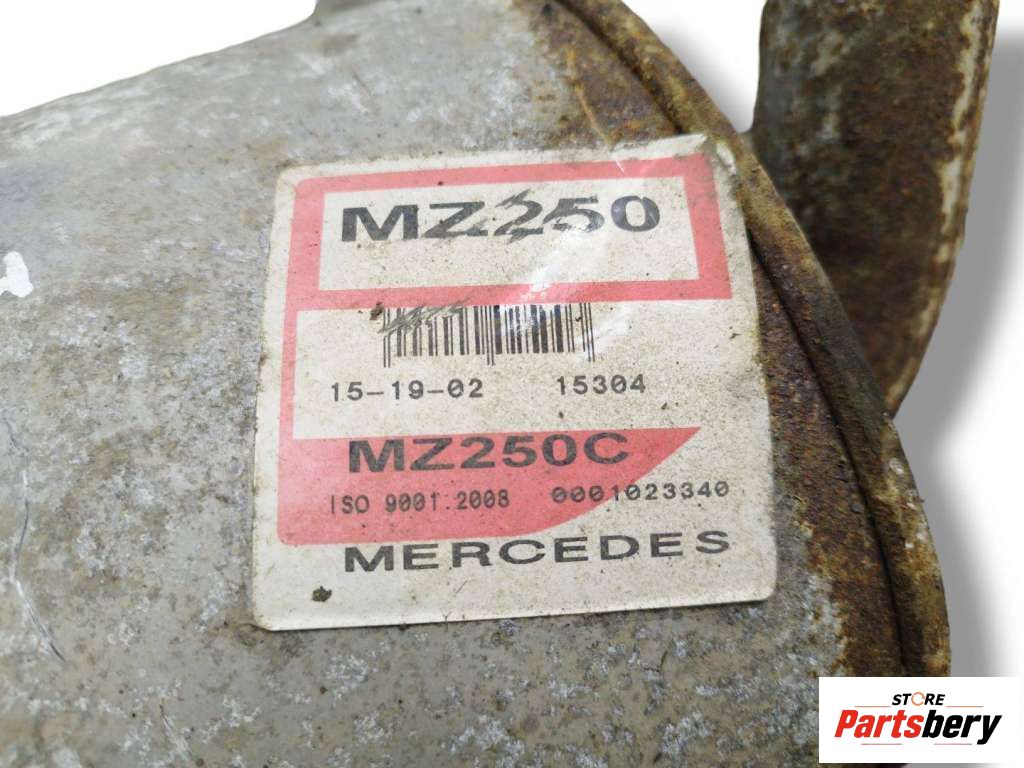 MZ250
15-19-02 15304
MZ250C
ISO 9001:2008 0001023340
MERCEDES
STORE
Partsbery